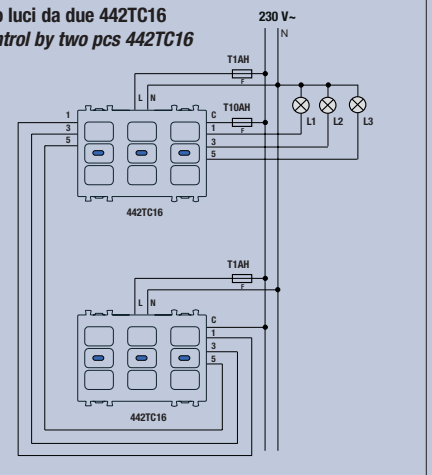 luci da due 442TC16
by two pcs 442TC16
230 V~
N
T1AH
F
L N
T10AH
F
1
3
5
C
1
3
5
L1 L2 L3
442TC16
T1AH
F
L N
C
1
3
5
442TC16